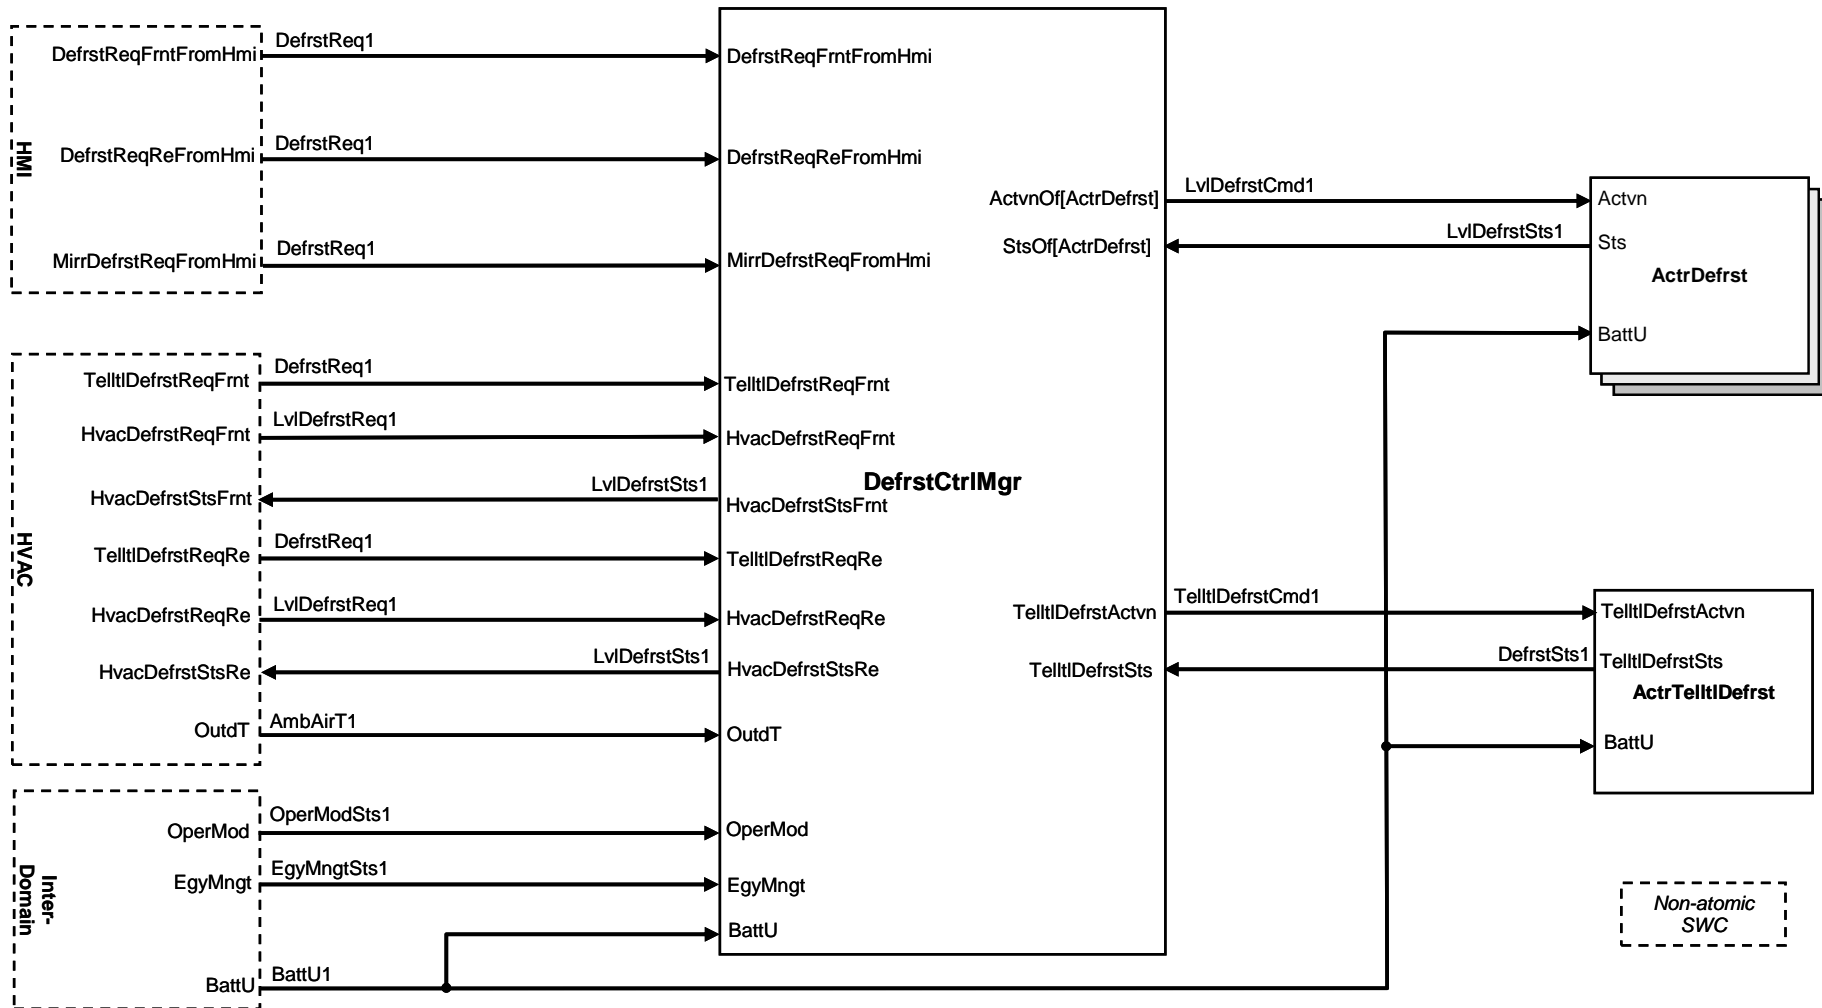 HMI
DefrstReqFrntFromHmi
DefrstReq1
DefrstReqFrntFromHmi
DefrstReqReFromHmi
DefrstReq1
DefrstReqReFromHmi
MirrDefrstReqFromHmi
DefrstReq1
MirrDefrstReqFromHmi
HVAC
TelltlDefrstReqFrnt
DefrstReq1
TelltlDefrstReqFrnt
HvacDefrstReqFrnt
LvlDefrstReq1
HvacDefrstReqFrnt
HvacDefrstStsFrnt
LvlDefrstSts1
HvacDefrstStsFrnt
TelltlDefrstReqRe
DefrstReq1
TelltlDefrstReqRe
HvacDefrstReqRe
LvlDefrstReq1
HvacDefrstReqRe
HvacDefrstStsRe
LvlDefrstSts1
HvacDefrstStsRe
OutdT
AmbAirT1
OutdT
Inter-
Domain
OperMod
OperModSts1
OperMod
EgyMngt
EgyMngtSts1
EgyMngt
BattU
BattU
BattU1
DefrstCtrlMgr
ActvnOf[ActrDefrst]
LvlDefrstCmd1
Actvn
StsOf[ActrDefrst]
LvlDefrstSts1
Sts
ActrDefrst
BattU
TelltlDefrstActvn
TelltlDefrstCmd1
TelltlDefrstActvn
TelltlDefrstSts
DefrstSts1
TelltlDefrstSts
ActrTelltlDefrst
BattU
Non-atomic
SWC